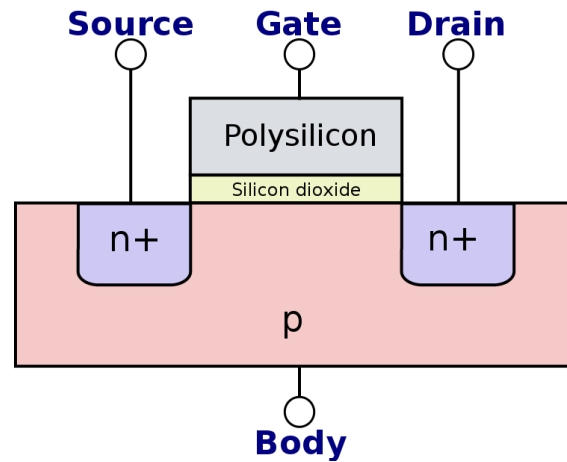 Source Gate Drain
Polysilicon
Silicon dioxide
n+ n+
p
Body